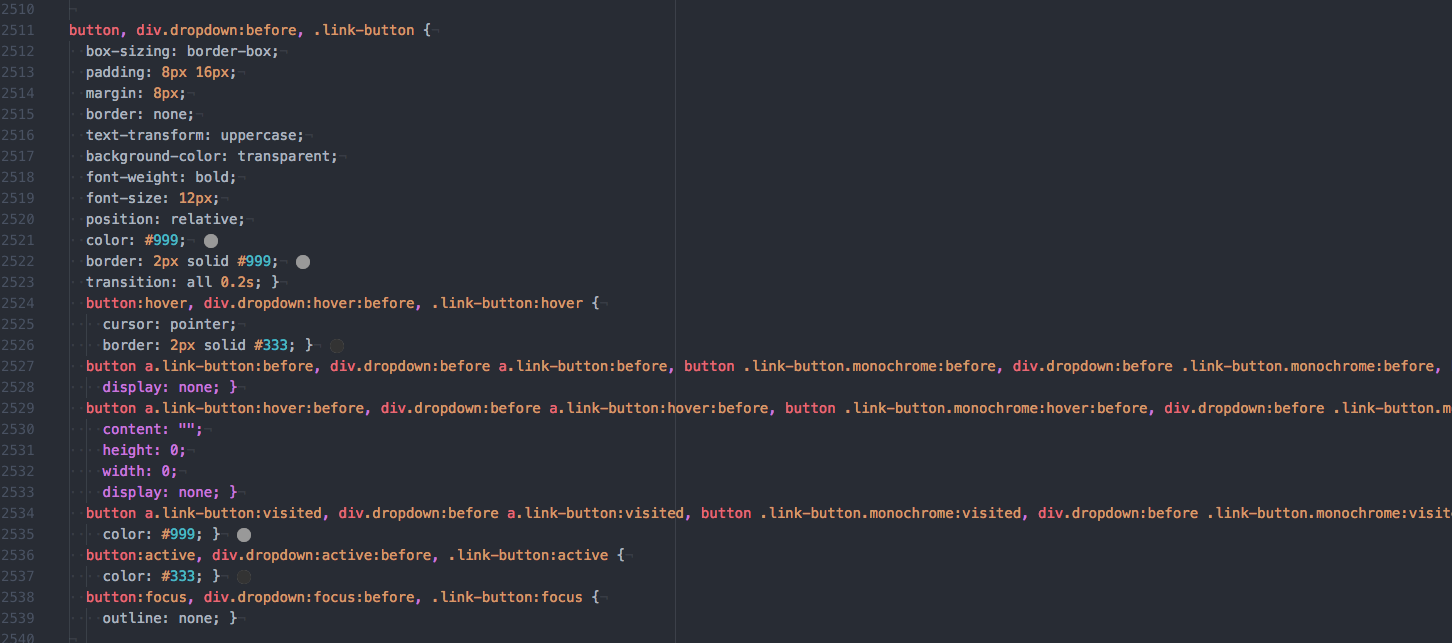 2510
2511 button, div.dropdown:before, .link-button {
2512 box-sizing: border-box;
2513 padding: 8px 16px;
2514 margin: 8px;
2515 border: none;
2516 text-transform: uppercase;
2517 background-color: transparent;
2518 font-weight: bold;
2519 font-size: 12px;
2520 position: relative;
2521 color: #999;
2522 border: 2px solid #999;
2523 transition: all 0.2s; }
2524 button:hover, div.dropdown:hover:before, .link-button:hover {
2525 cursor: pointer;
2526 border: 2px solid #333; }
2527 button a.link-button:before, div.dropdown:before a.link-button:before, button .link-button.monochrome:before, div.dropdown:before .link-button.monochrome:before,
2528 display: none; }
2529 button a.link-button:hover:before, div.dropdown:before a.link-button:hover:before, button .link-button.monochrome:hover:before, div.dropdown:before .link-button.m
2530 content: "";
2531 height: 0;
2532 width: 0;
2533 display: none; }
2534 button a.link-button:visited, div.dropdown:before a.link-button:visited, button .link-button.monochrome:visited, div.dropdown:before .link-button.monochrome:visit
2535 color: #999; }
2536 button:active, div.dropdown:active:before, .link-button:active {
2537 color: #333; }
2538 button:focus, div.dropdown:focus:before, .link-button:focus {
2539 outline: none; }
2540